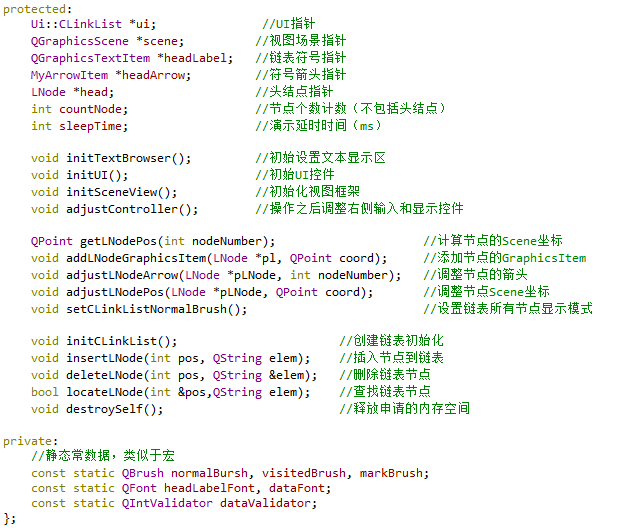 protected:
Ui::CLinkList *ui; //UI指针
QGraphicsScene *scene; //视图场景指针
QGraphicsTextItem *headLabel; //链表符号指针
MyArrowItem *headArrow; //符号箭头指针
LNode *head; //头结点指针
int countNode; //节点个数计数（不包括头结点）
int sleepTime; //演示延时时间（ms）
void initTextBrowser(); //初始设置文本显示区
void initUI(); //初始UI控件
void initSceneView(); //初始化视图框架
void adjustController(); //操作之后调整右侧输入和显示控件
QPoint getLNodePos(int nodeNumber); //计算节点的Scene坐标
void addLNodeGraphicsItem(LNode *pl, QPoint coord); //添加节点的GraphicsItem
void adjustLNodeArrow(LNode *pLNode, int nodeNumber); //调整节点的箭头
void adjustLNodePos(LNode *pLNode, QPoint coord); //调整节点Scene坐标
void setCLinkListNormalBrush(); //设置链表所有节点显示模式
void initCLinkList(); //创建链表初始化
void insertLNode(int pos, QString elem); //插入节点到链表
void deleteLNode(int pos, QString &elem); //删除链表节点
bool locateLNode(int &pos,QString elem); //查找链表节点
void destroySelf(); //释放申请的内存空间
private:
//静态常数据，类似于宏
const static QBrush normalBursh, visitedBrush, markBrush;
const static QFont headLabelFont, dataFont;
const static QIntValidator dataValidator;
};